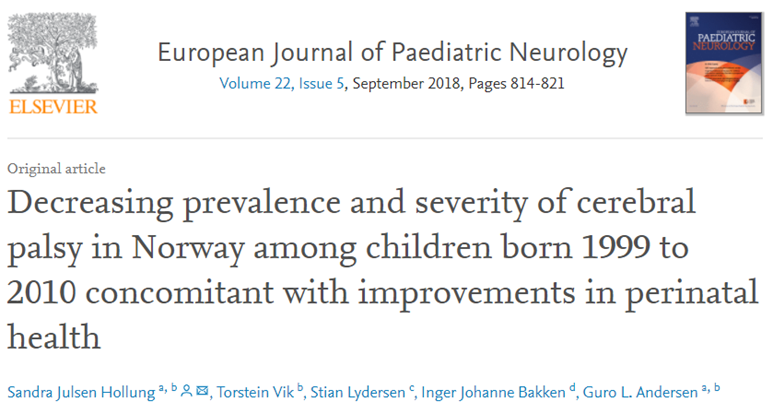 European Journal of Paediatric Neurology
Volume 22, Issue 5, September 2018, Pages 814-821
ELSEVIER
PAEDIATRIC
NEUROLOGY
Original article
Decreasing prevalence and severity of cerebral
palsy in Norway among children born 1999 to
2010 concomitant with improvements in perinatal
health
Sandra Julsen Hollung a, b, Torstein Vik b, Stian Lydersen c, Inger Johanne Bakken d, Guro L. Andersen a, b